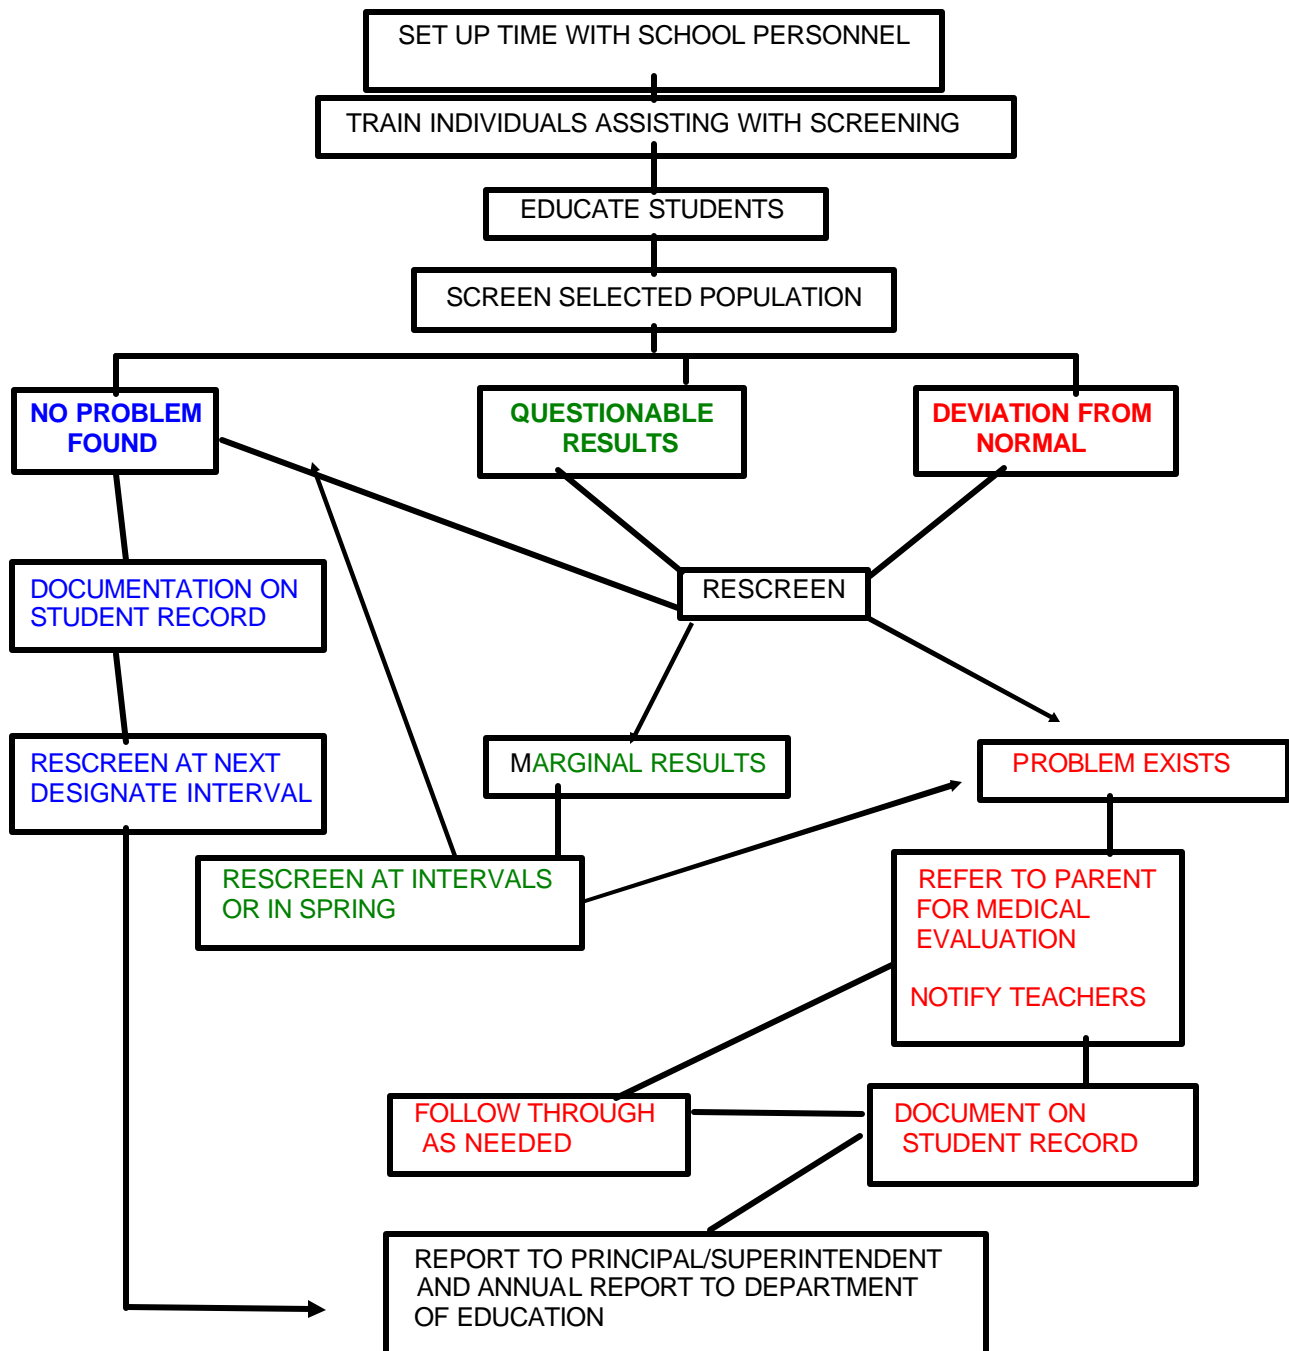 SET UP TIME WITH SCHOOL PERSONNEL
TRAIN INDIVIDUALS ASSISTING WITH SCREENING
EDUCATE STUDENTS
SCREEN SELECTED POPULATION
NO PROBLEM
FOUND
QUESTIONABLE
RESULTS
DEVIATION FROM
NORMAL
DOCUMENTATION ON
STUDENT RECORD
RESCREEN
RESCREEN AT NEXT
DESIGNATE INTERVAL
MARGINAL RESULTS
PROBLEM EXISTS
RESCREEN AT INTERVALS
OR IN SPRING
REFER TO PARENT
FOR MEDICAL
EVALUATION
NOTIFY TEACHERS
FOLLOW THROUGH
AS NEEDED
DOCUMENT ON
STUDENT RECORD
REPORT TO PRINCIPAL/SUPERINTENDENT
AND ANNUAL REPORT TO DEPARTMENT
OF EDUCATION